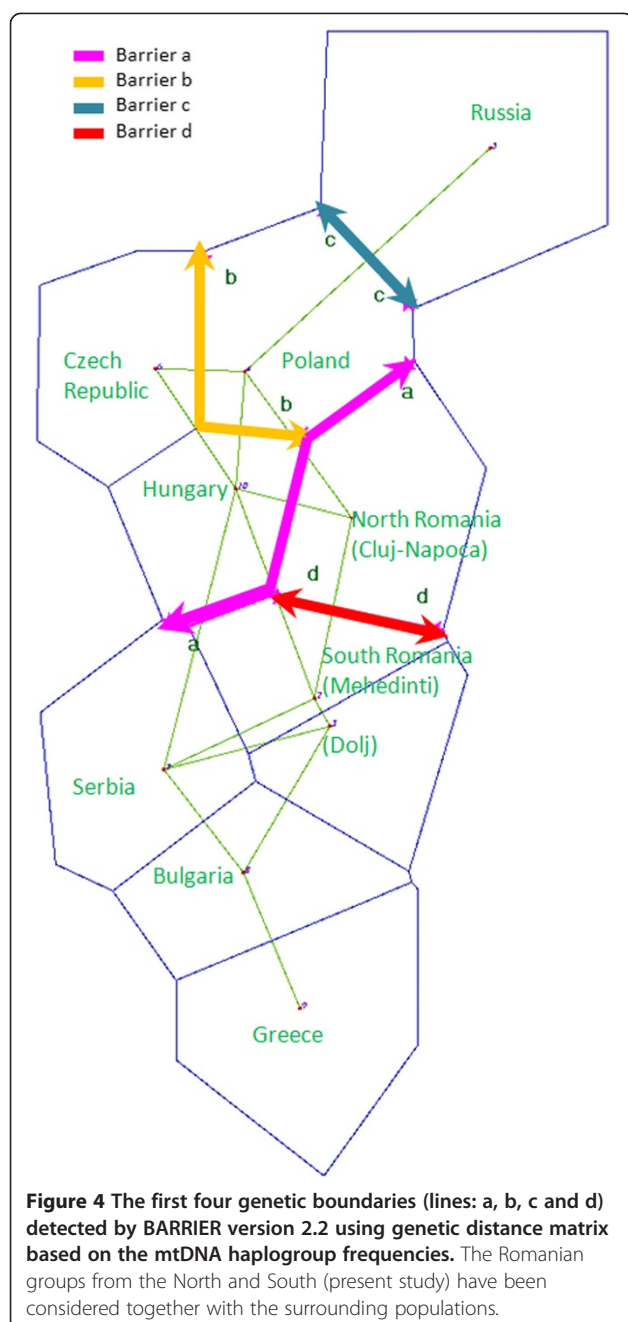 Barrier a
Barrier b
Barrier c
Barrier d
Russia
c
c
b
Czech
Republic
Poland
b
a
Hungary
10
North Romania
(Cluj-Napoca)
d
d
a
South Romania
(Mehedinti)
(Dolj)
Serbia
Bulgaria
Greece
Figure 4 The first four genetic boundaries (lines: a, b, c and d)
detected by BARRIER version 2.2 using genetic distance matrix
based on the mtDNA haplogroup frequencies. The Romanian
groups from the North and South (present study) have been
considered together with the surrounding populations.